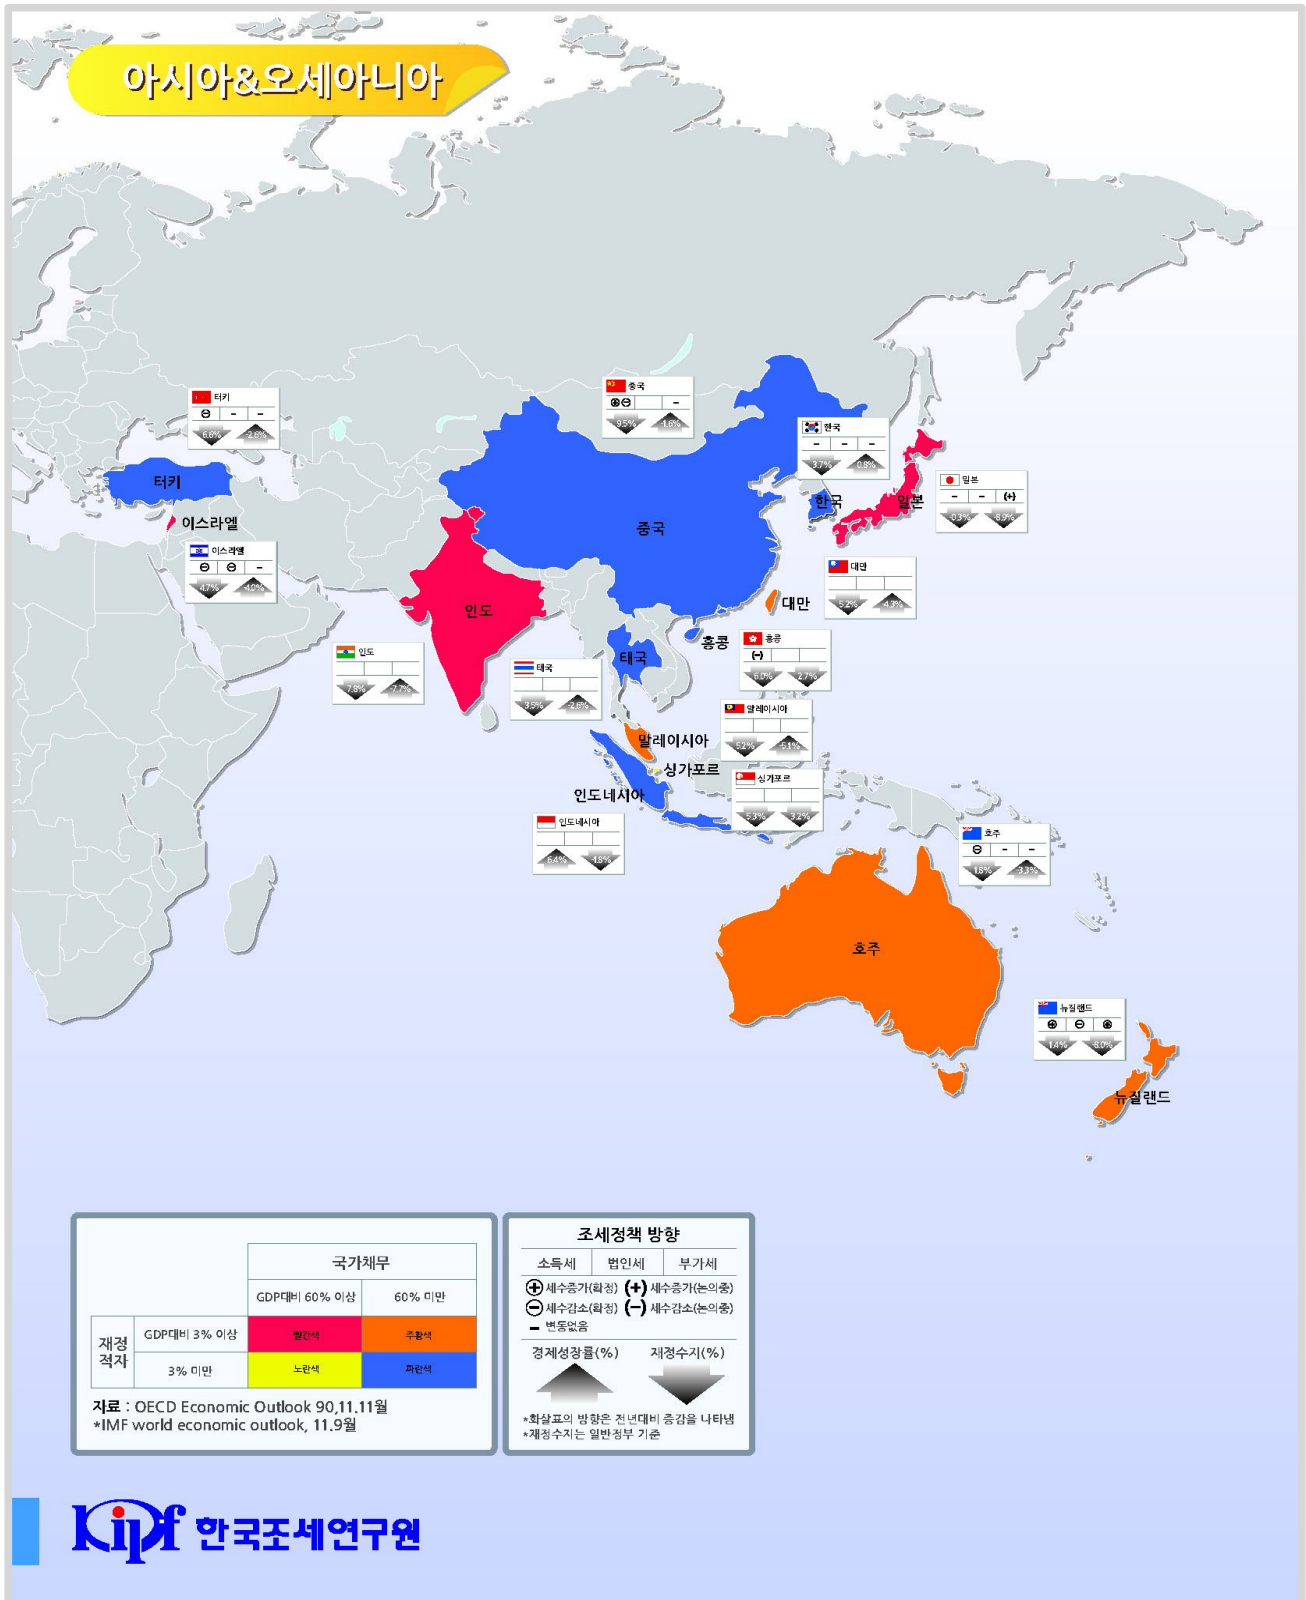 아시아&오세아니아
터키
⊖ - -
6.6% -2.6%
터키
이스라엘
이스라엘
⊖ ⊖ -
4.7% -4.0%
중국
⊕⊖ -
9.5% -1.6%
중국
한국
- - -
3.7% 0.8%
한국
일본
일본
- - (+)
-0.3% -8.9%
대만
5.2% -4.3%
대만
인도
인도
7.8% -7.7%
태국
태국
3.5% -2.6%
홍콩
홍콩
(-)
6.0% 2.7%
말레이시아
5.2% -5.1%
말레이시아
싱가포르
싱가포르
5.3% 3.2%
인도네시아
인도네시아
6.4% -1.8%
호주
⊖ - -
1.8% -3.3%
호주
뉴질랜드
⊕ ⊖ ⊕
1.4% -8.0%
뉴질랜드
국가채무
GDP대비 60% 이상 60% 미만
재정
적자
GDP대비 3% 이상 빨간색 주황색
3% 미만 노란색 파란색
자료 : OECD Economic Outlook 90,11.11월
*IMF world economic outlook, 11.9월
조세정책 방향
소득세 법인세 부가세
⊕ 세수증가(확정) (+) 세수증가(논의중)
⊖ 세수감소(확정) (-) 세수감소(논의중)
- 변동없음
경제성장률(%) 재정수지(%)
*화살표의 방향은 전년대비 증감을 나타냄
*재정수지는 일반정부 기준
Kipf 한국조세연구원